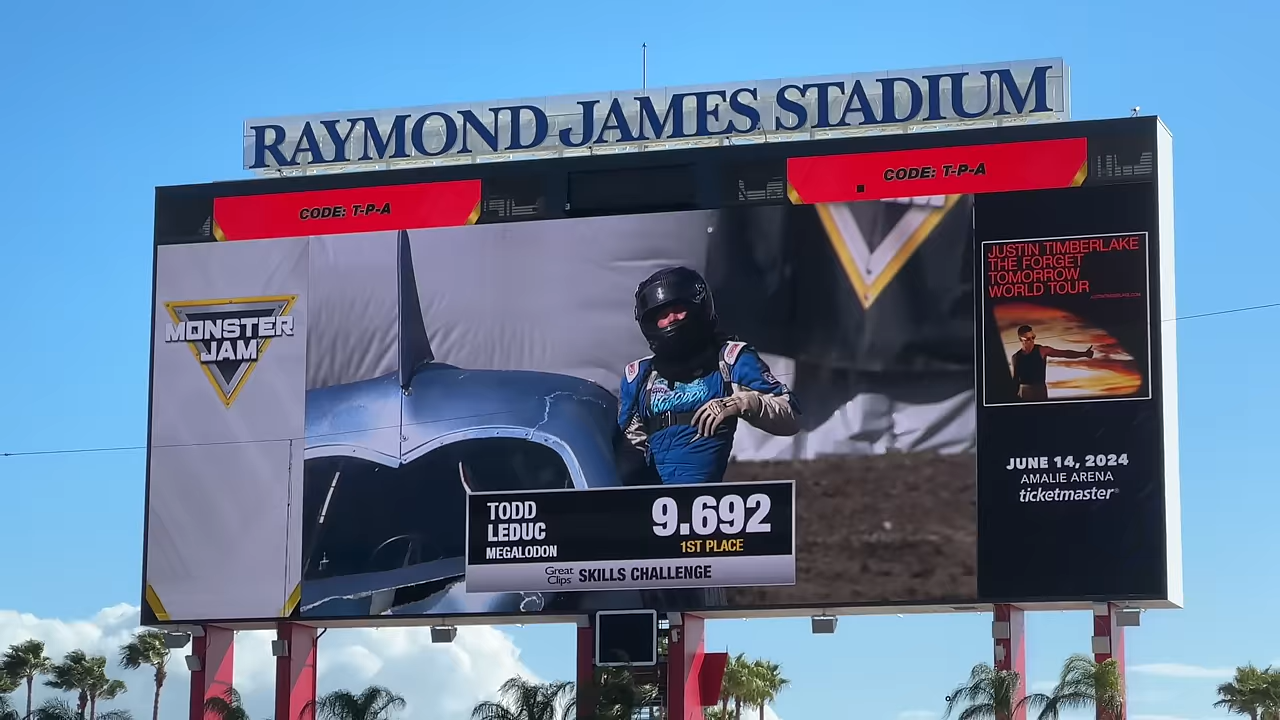 RAYMOND JAMES STADIUM
CODE: T-P-A
CODE: T-P-A
MONSTER
JAM
JUSTIN TIMBERLAKE
THE FORGET
TOMORROW
WORLD TOUR
JUNE 14, 2024
AMALIE ARENA
ticketmaster®
MEGALODON
TODD
LEDUC
MEGALODON
9.692
1ST PLACE
Great
Clips
SKILLS CHALLENGE